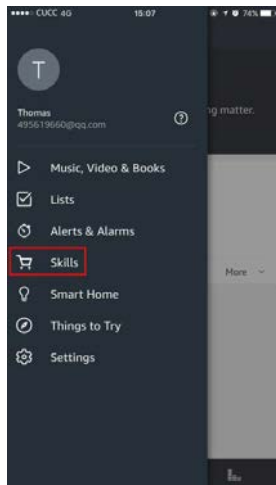 CUCC 4G 15:07 74%
T
Thomas
495619660@qq.com
ng matter.
Music, Video & Books
Lists
Alerts & Alarms
Skills
More
Smart Home
Things to Try
Settings